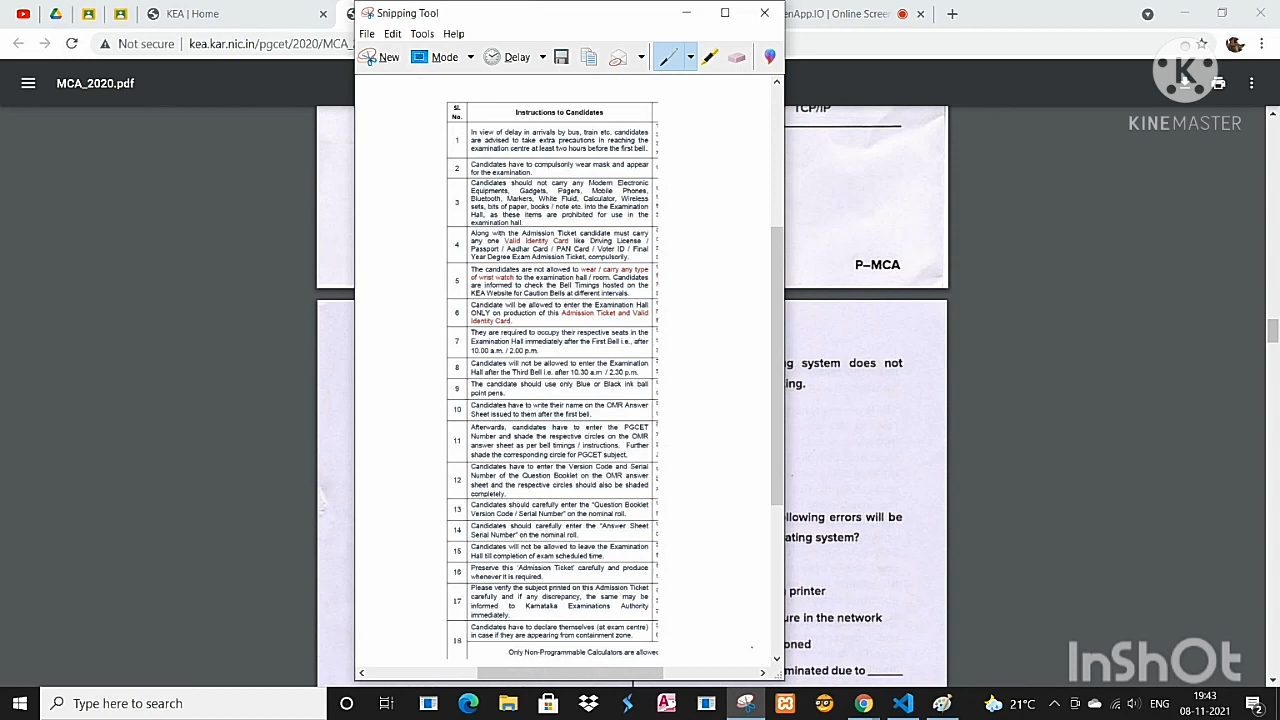 KEA | Home
Snipping Tool
enApp.IO | Online Screen
File Edit Tools Help
Not secure kea.kar.nic.in/pgcet/2020/MCA_
New Mode Delay
MCA_2020.pdf
K
KINEMASTER
TCP/IP
P–MCA
Sl. No. Instructions to Candidates
1 In view of delay in arrivals by bus, train etc. candidates
are advised to take extra precautions in reaching the
examination centre at least two hours before the first bell.
2 Candidates have to compulsorily wear mask and appear
for the examination.
3 Candidates should not carry any Modern Electronic
Equipments, Gadgets, Pagers, Mobile Phones,
Bluetooth, Markers, White Fluid, Calculator, Wireless
sets, bits of paper, books / note etc. into the Examination
Hall, as these items are prohibited for use in the
examination hall.
4 Along with the Admission Ticket candidate must carry
any one Valid Identity Card like Driving License /
Passport / Aadhar Card / PAN Card / Voter ID / Final
Year Degree Exam Admission Ticket, compulsorily.
5 The candidates are not allowed to wear / carry any type
of wrist watch to the examination hall / room. Candidates
are informed to check the Bell Timings hosted on the
KEA Website for Caution Bells at different intervals.
6 Candidate will be allowed to enter the Examination Hall
ONLY on production of this Admission Ticket and Valid
Identity Card.
7 They are required to occupy their respective seats in the
Examination Hall immediately after the First Bell i.e., after
10.00 a.m. / 2.00 p.m.
8 Candidates will not be allowed to enter the Examination
Hall after the Third Bell i.e. after 10.30 a.m / 2.30 p.m.
9 The candidate should use only Blue or Black ink ball
point pens.
10 Candidates have to write their name on the OMR Answer
Sheet issued to them after the first bell.
11 Afterwards, candidates have to enter the PGCET
Number and shade the respective circles on the OMR
answer sheet as per bell timings / instructions. Further
shade the corresponding circle for PGCET subject.
12 Candidates have to enter the Version Code and Serial
Number of the Question Booklet on the OMR answer
sheet and the respective circles should also be shaded
completely.
13 Candidates should carefully enter the "Question Booklet
Version Code / Serial Number" on the nominal roll.
14 Candidates should carefully enter the "Answer Sheet
Serial Number" on the nominal roll.
15 Candidates will not be allowed to leave the Examination
Hall till completion of exam scheduled time.
16 Preserve this 'Admission Ticket' carefully and produce
whenever it is required.
17 Please verify the subject printed on this Admission Ticket
carefully and if any discrepancy, the same may be
informed to Karnataka Examinations Authority
immediately.
18 Candidates have to declare themselves (at exam centre)
in case if they are appearing from containment zone.
Only Non-Programmable Calculators are allowed
ng system does not
ng.
llowing errors will be
ating system?
printer
ure in the network
oned
minated due to
InShOt
Type here to search
21°C ENG 19:43
08-11-2021
2